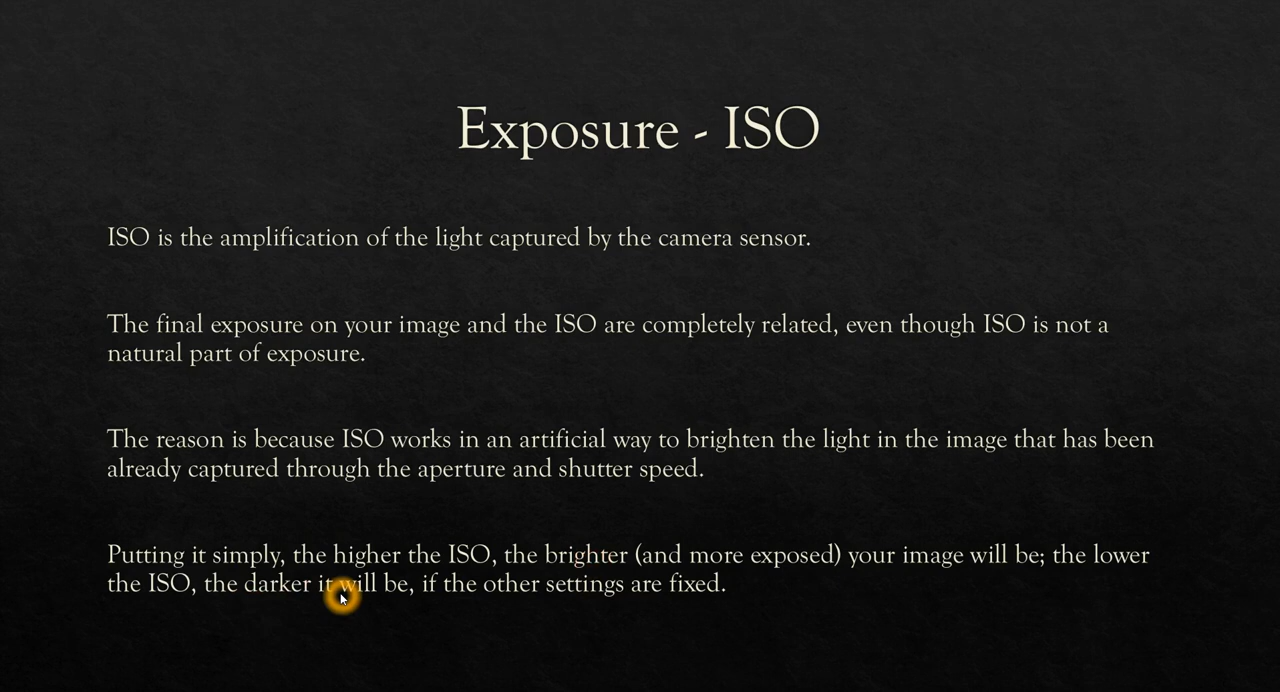 Exposure - ISO
ISO is the amplification of the light captured by the camera sensor.
The final exposure on your image and the ISO are completely related, even though ISO is not a
natural part of exposure.
The reason is because ISO works in an artificial way to brighten the light in the image that has been
already captured through the aperture and shutter speed.
Putting it simply, the higher the ISO, the brighter (and more exposed) your image will be; the lower
the ISO, the darker it will be, if the other settings are fixed.